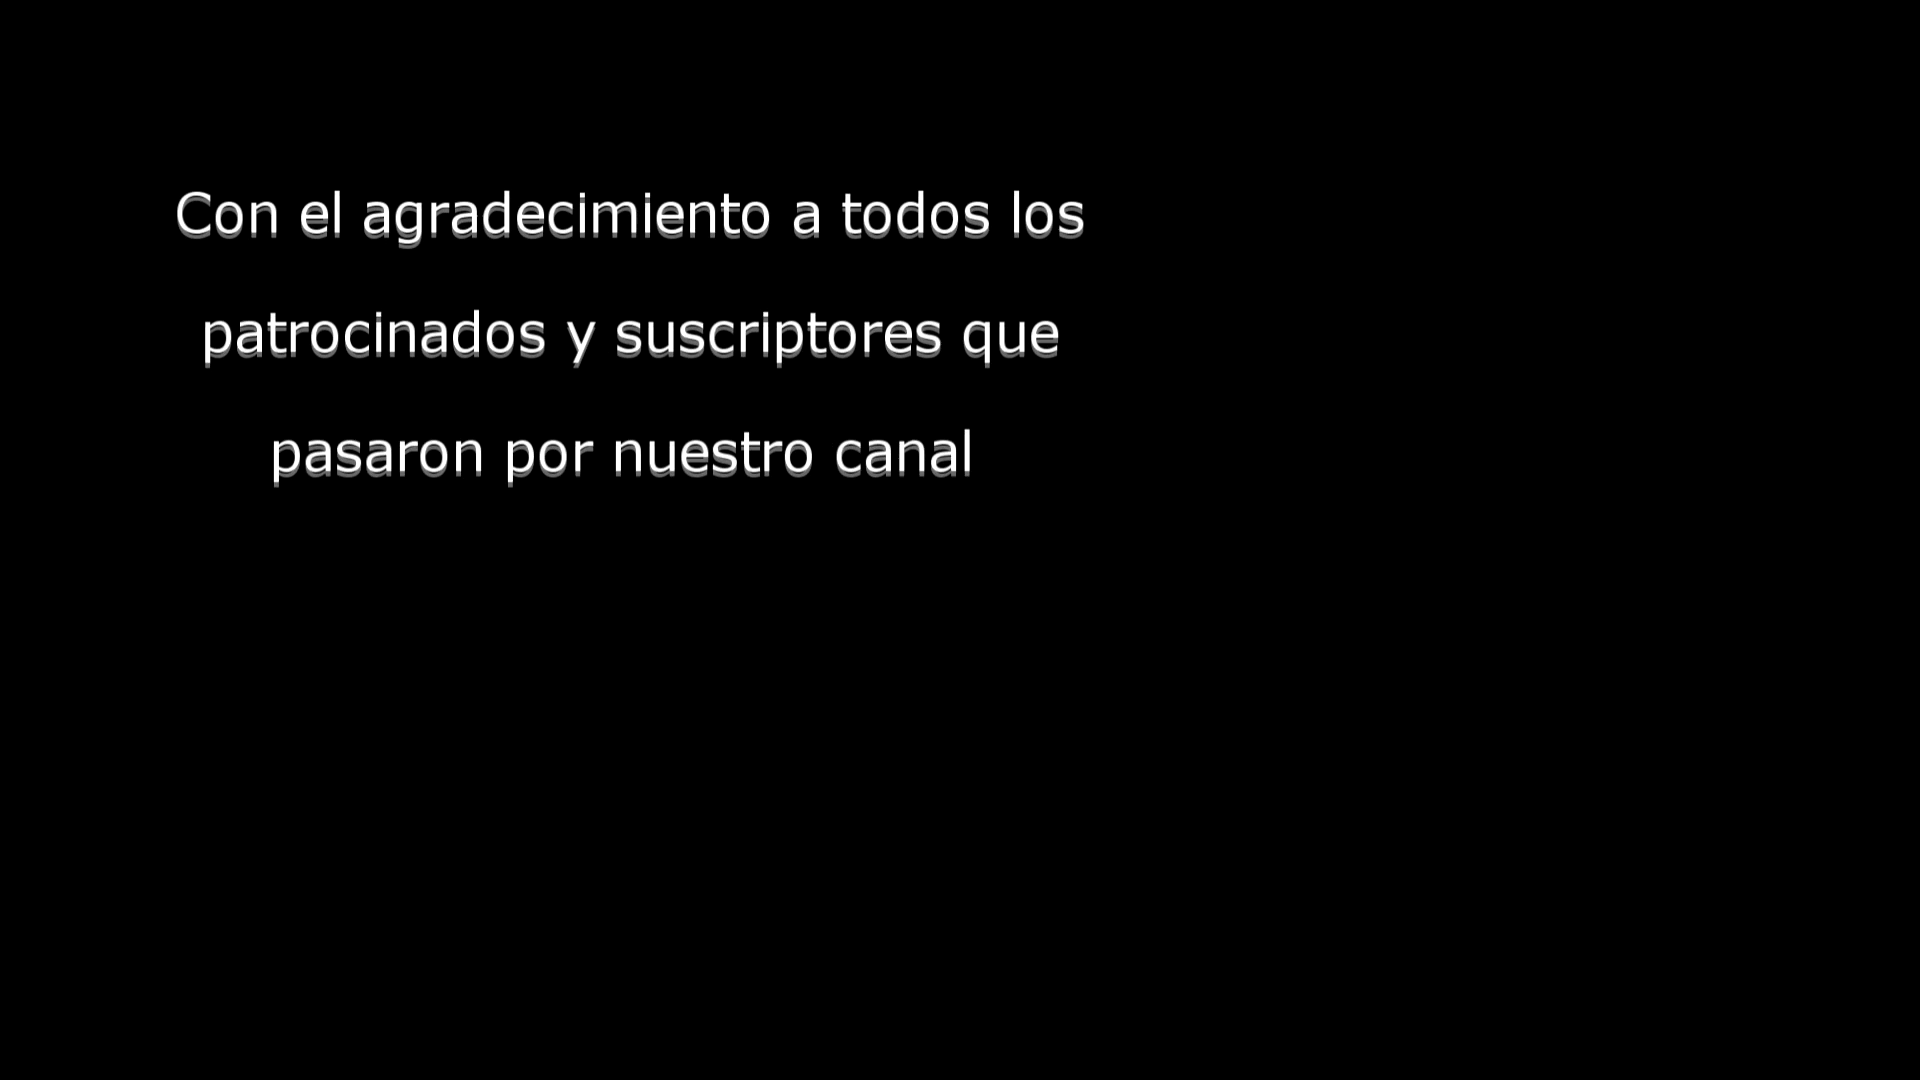 Con el agradecimiento a todos los
patrocinados y suscriptores que
pasaron por nuestro canal